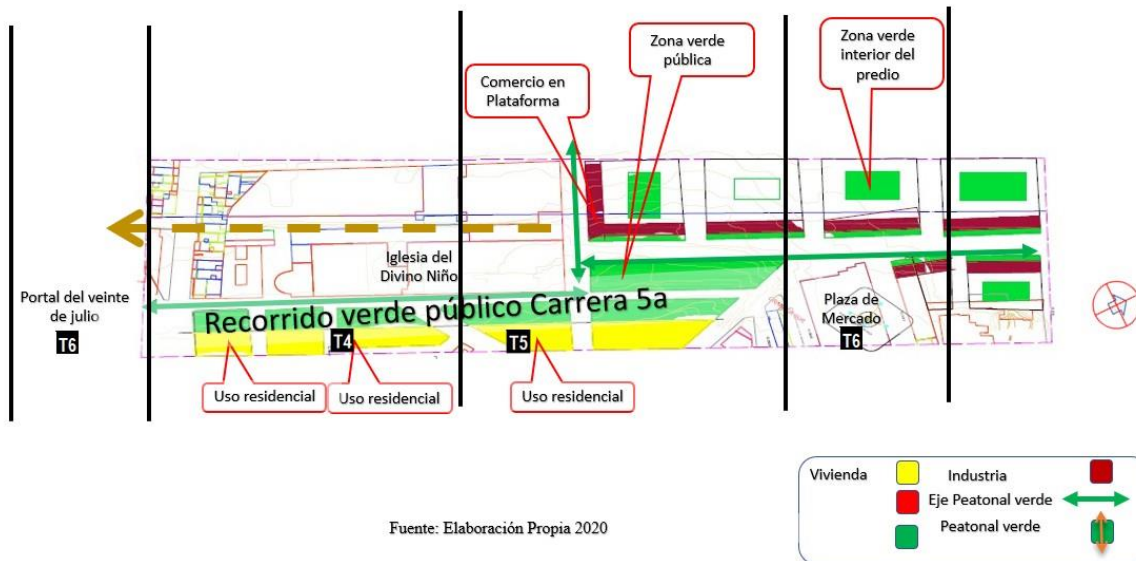 Comercio en
Plataforma
Zona verde
pública
Zona verde
interior del
predio
Iglesia del
Divino Niño
Portal del veinte
de julio
T6
Recorrido verde público Carrera 5a
T4
T5
Plaza de
Mercado
T6
Uso residencial
Uso residencial
Uso residencial
Vivienda
Industria
Eje Peatonal verde
Peatonal verde
Fuente: Elaboración Propia 2020